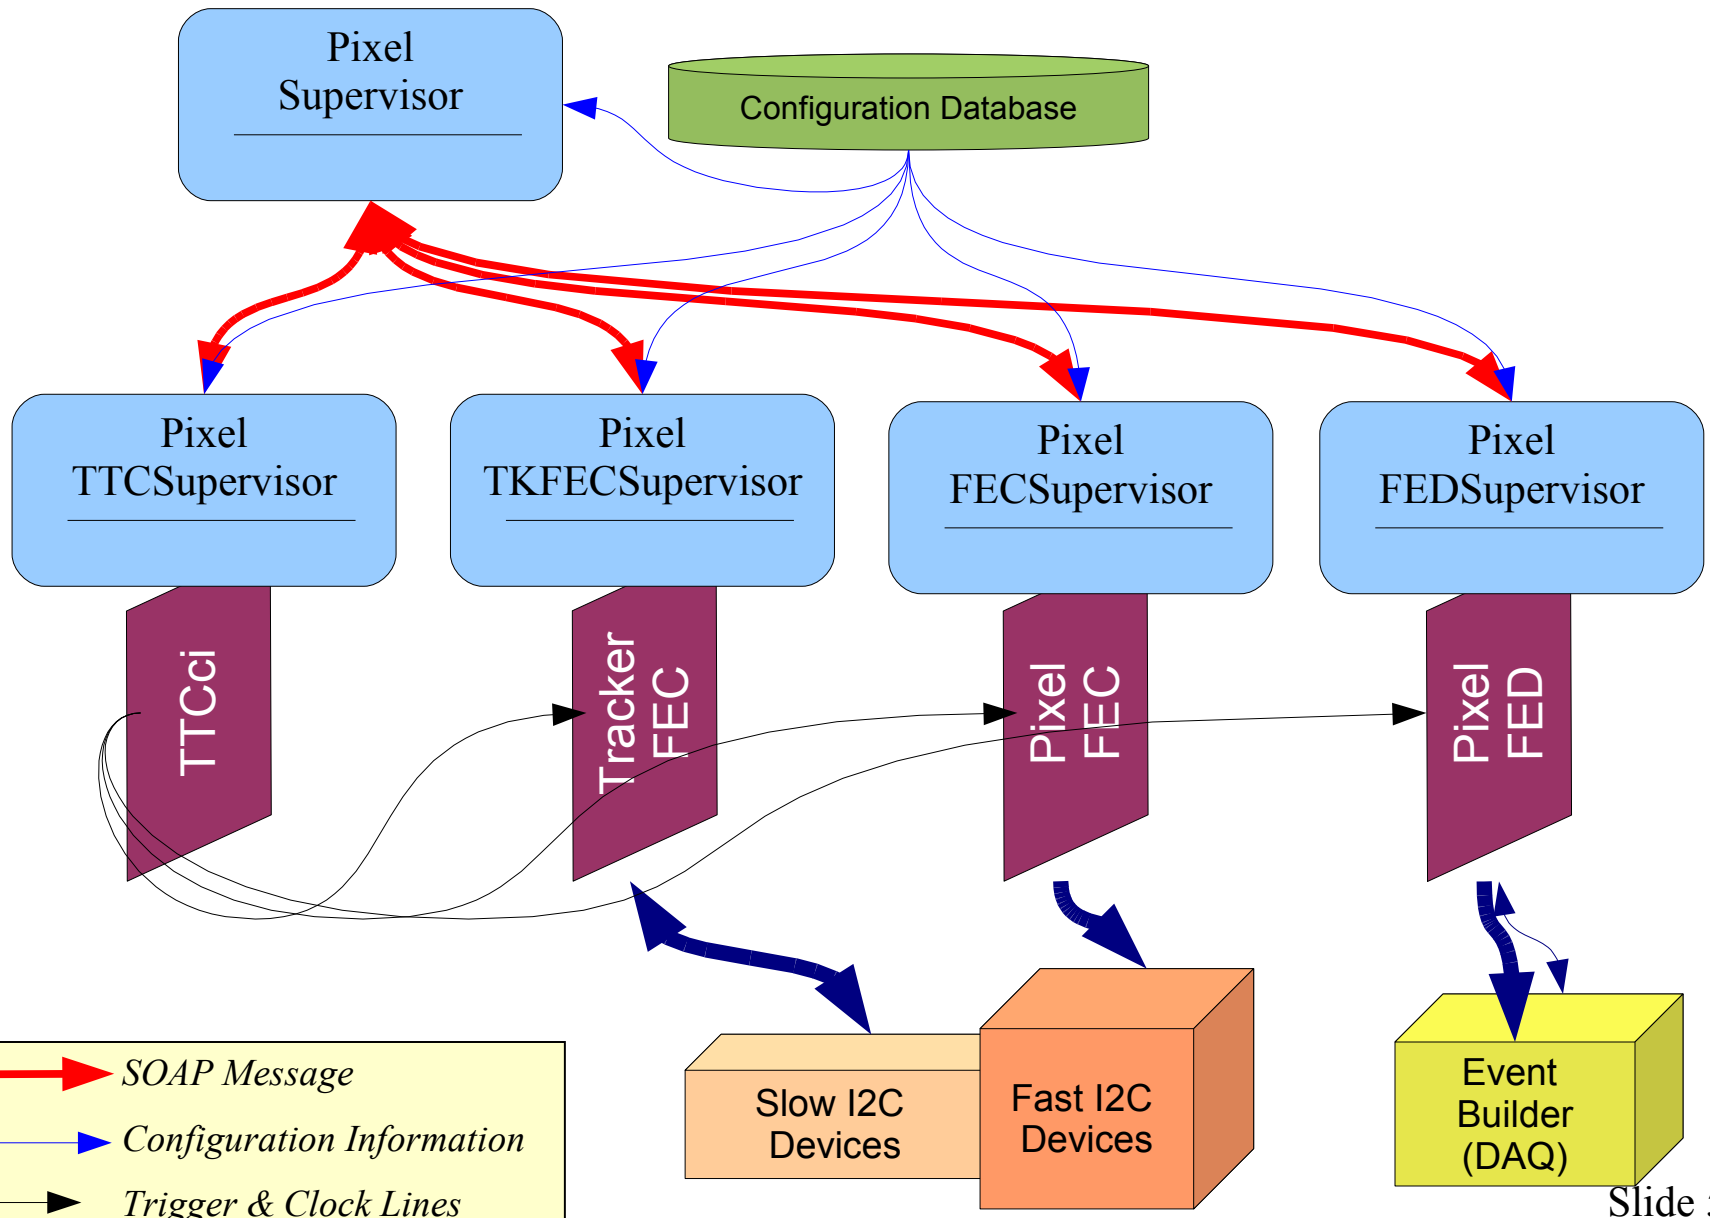 Pixel
Supervisor
Configuration Database
Pixel
TTCSupervisor
Pixel
TKFECSupervisor
Pixel
FECSupervisor
Pixel
FEDSupervisor
TTCci
Tracker
FEC
Pixel
FEC
Pixel
FED
SOAP Message
Configuration Information
Trigger & Clock Lines
Slow I2C
Devices
Fast I2C
Devices
Event
Builder
(DAQ)
Slide